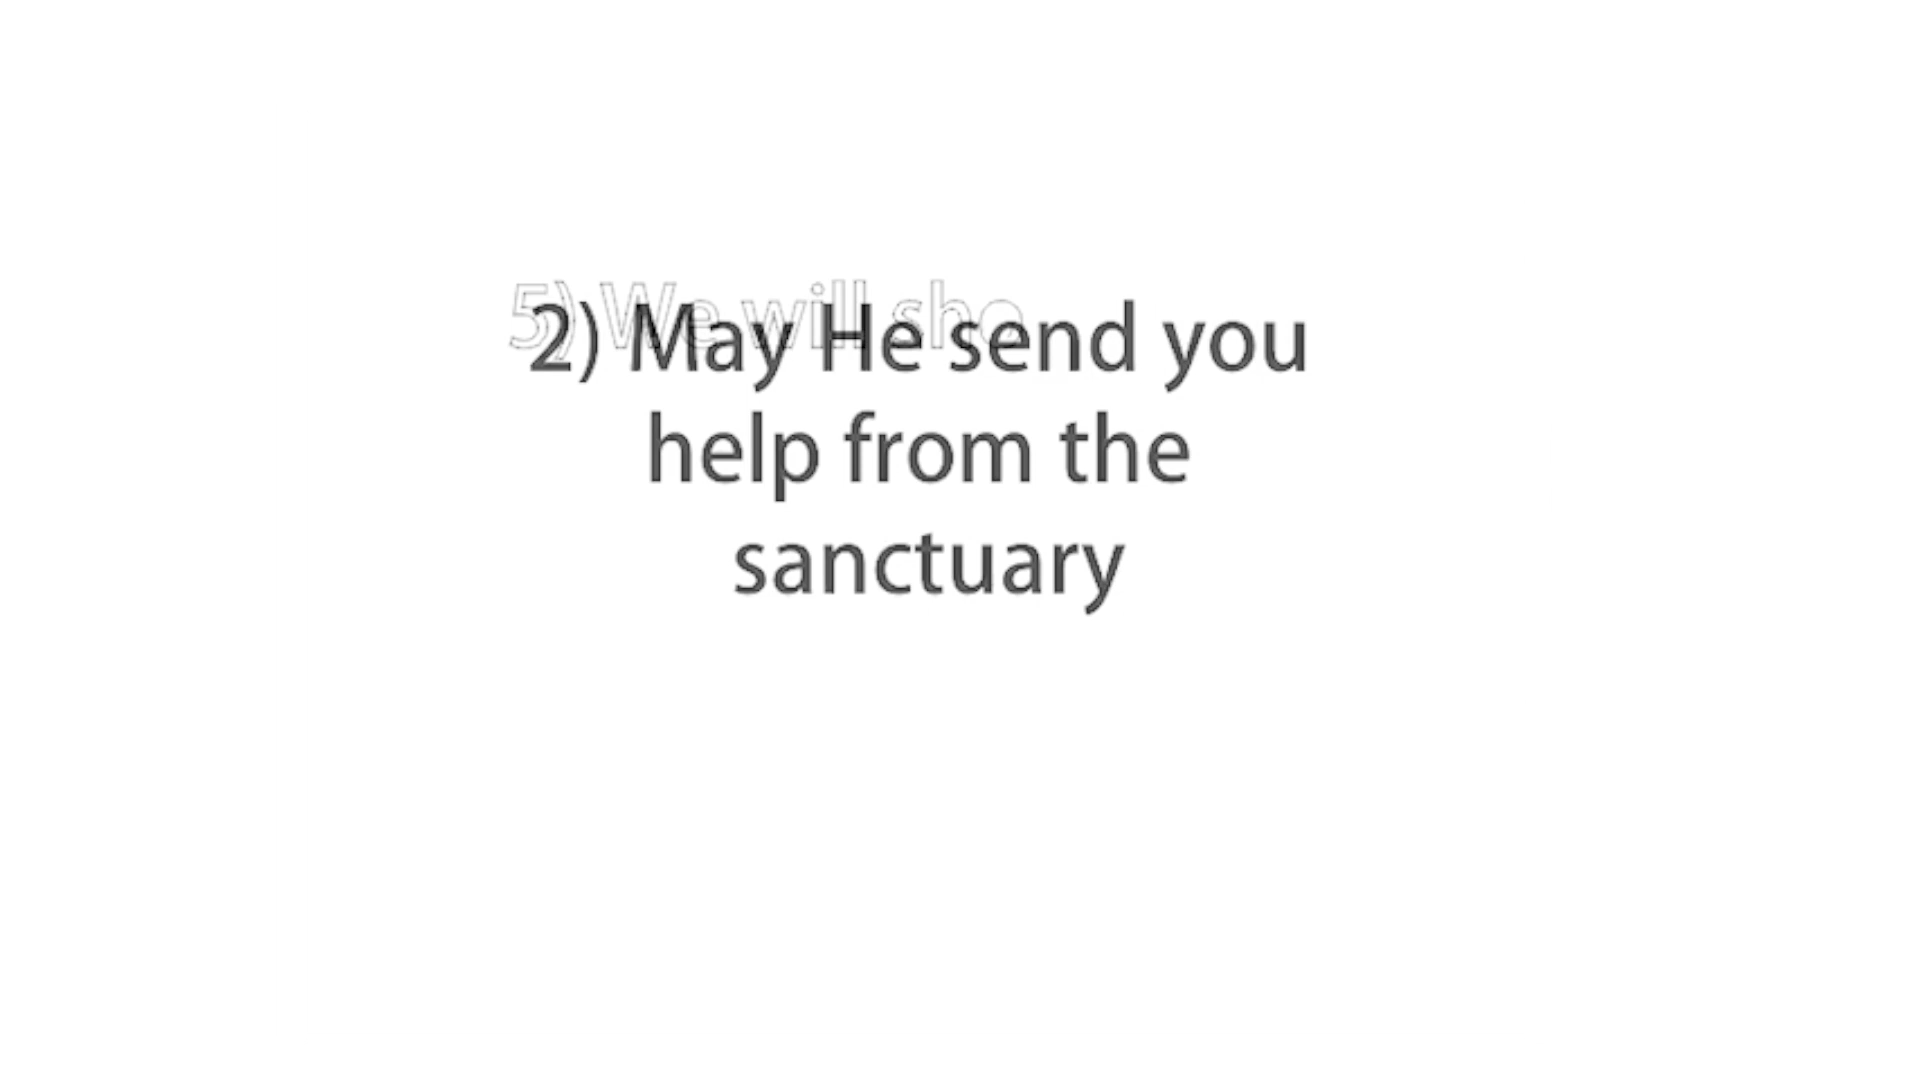 5) We will sho
2) May He send you
help from the
sanctuary